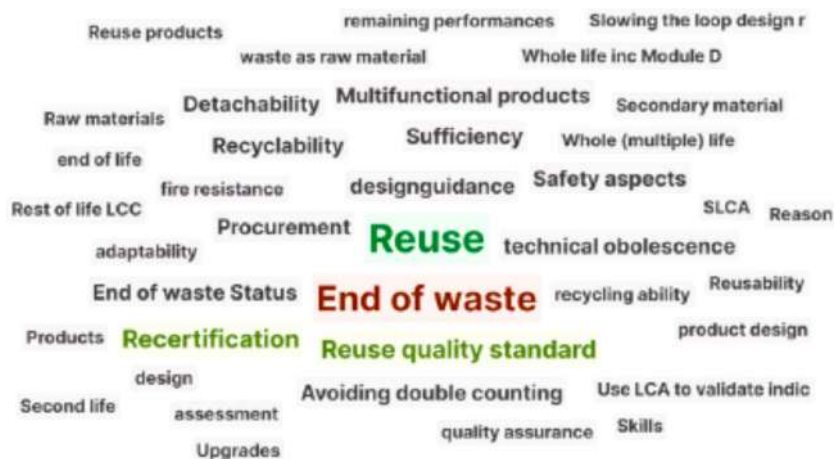 remaining performances
Slowing the loop design r
Reuse products
waste as raw material
Whole life inc Module D
Detachability
Multifunctional products
Secondary material
Raw materials
Recyclability
Sufficiency
Whole (multiple) life
end of life
fire resistance
designguidance
Safety aspects
Rest of life LCC
SLCA
Reason
Procurement
Reuse
technical obolescence
adaptability
End of waste Status
End of waste
recycling ability
Reusability
Products
Recertification
Reuse quality standard
product design
design
Avoiding double counting
Use LCA to validate indic
Second life
assessment
quality assurance
Skills
Upgrades